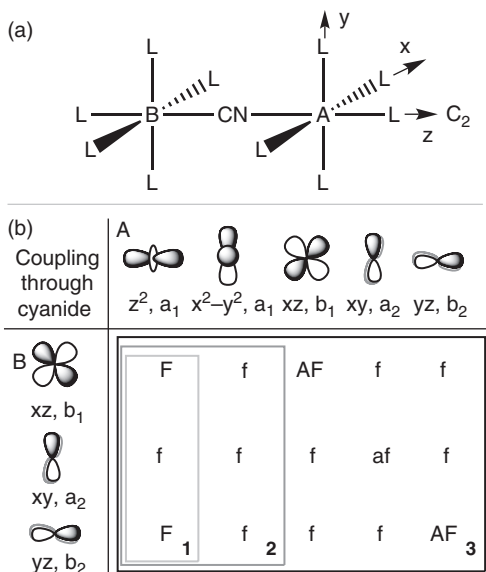 (a)
y
L L x
L L
L B CN A L C₂
z
L L
L L
(b)
Coupling through cyanide
A
z², a₁ x²–y², a₁ xz, b₁ xy, a₂ yz, b₂
B
F f AF f f
xz, b₁
f f f af f
xy, a₂
F 1 f 2 f f AF 3
yz, b₂